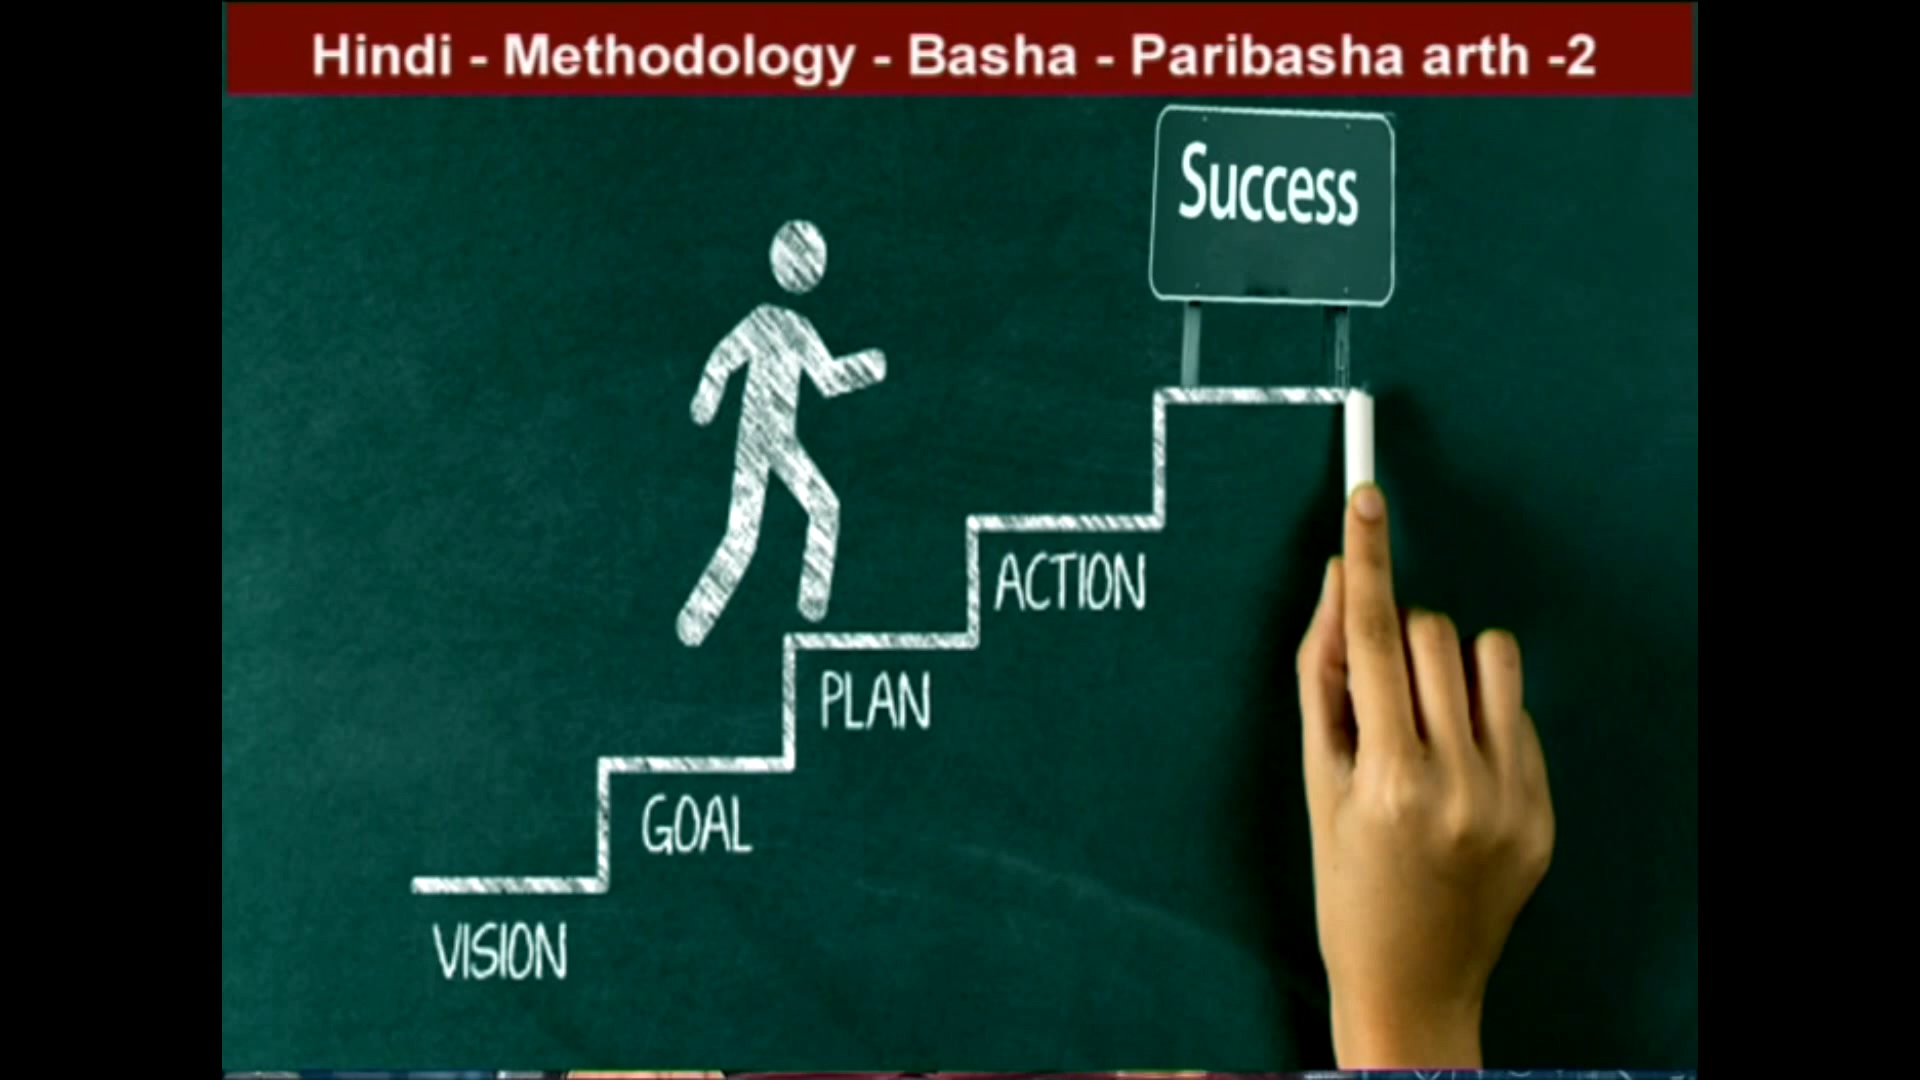 Hindi - Methodology - Basha - Paribasha arth -2
Success
ACTION
PLAN
GOAL
VISION